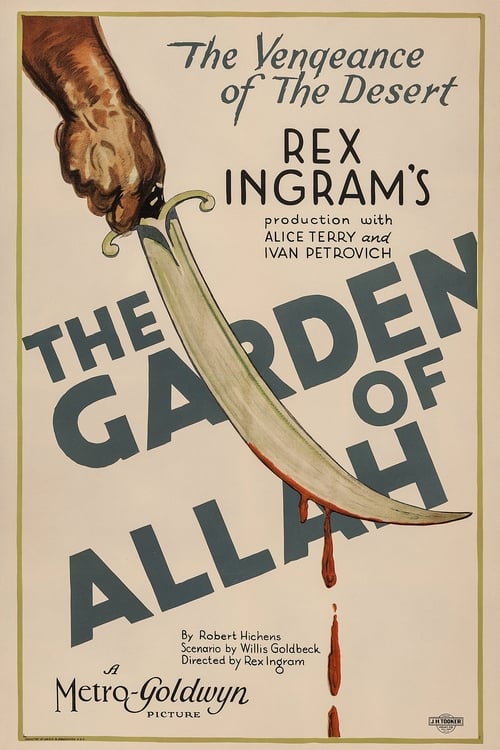 The Vengeance
of The Desert
REX
INGRAM'S
production with
ALICE TERRY and
IVAN PETROVICH
THE
GARDEN
OF
ALLAH
By Robert Hichens
Scenario by Willis Goldbeck
Directed by Rex Ingram
A
Metro-Goldwyn
PICTURE
J.H. TOOKER